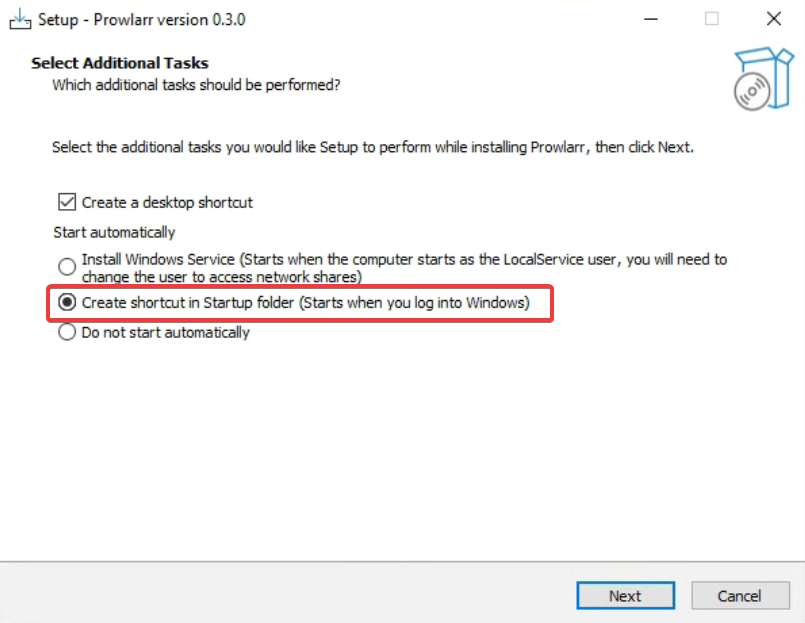 Setup - Prowlarr version 0.3.0
Select Additional Tasks
Which additional tasks should be performed?
Select the additional tasks you would like Setup to perform while installing Prowlarr, then click Next.
Create a desktop shortcut
Start automatically
Install Windows Service (Starts when the computer starts as the LocalService user, you will need to
change the user to access network shares)
Create shortcut in Startup folder (Starts when you log into Windows)
Do not start automatically
Next
Cancel